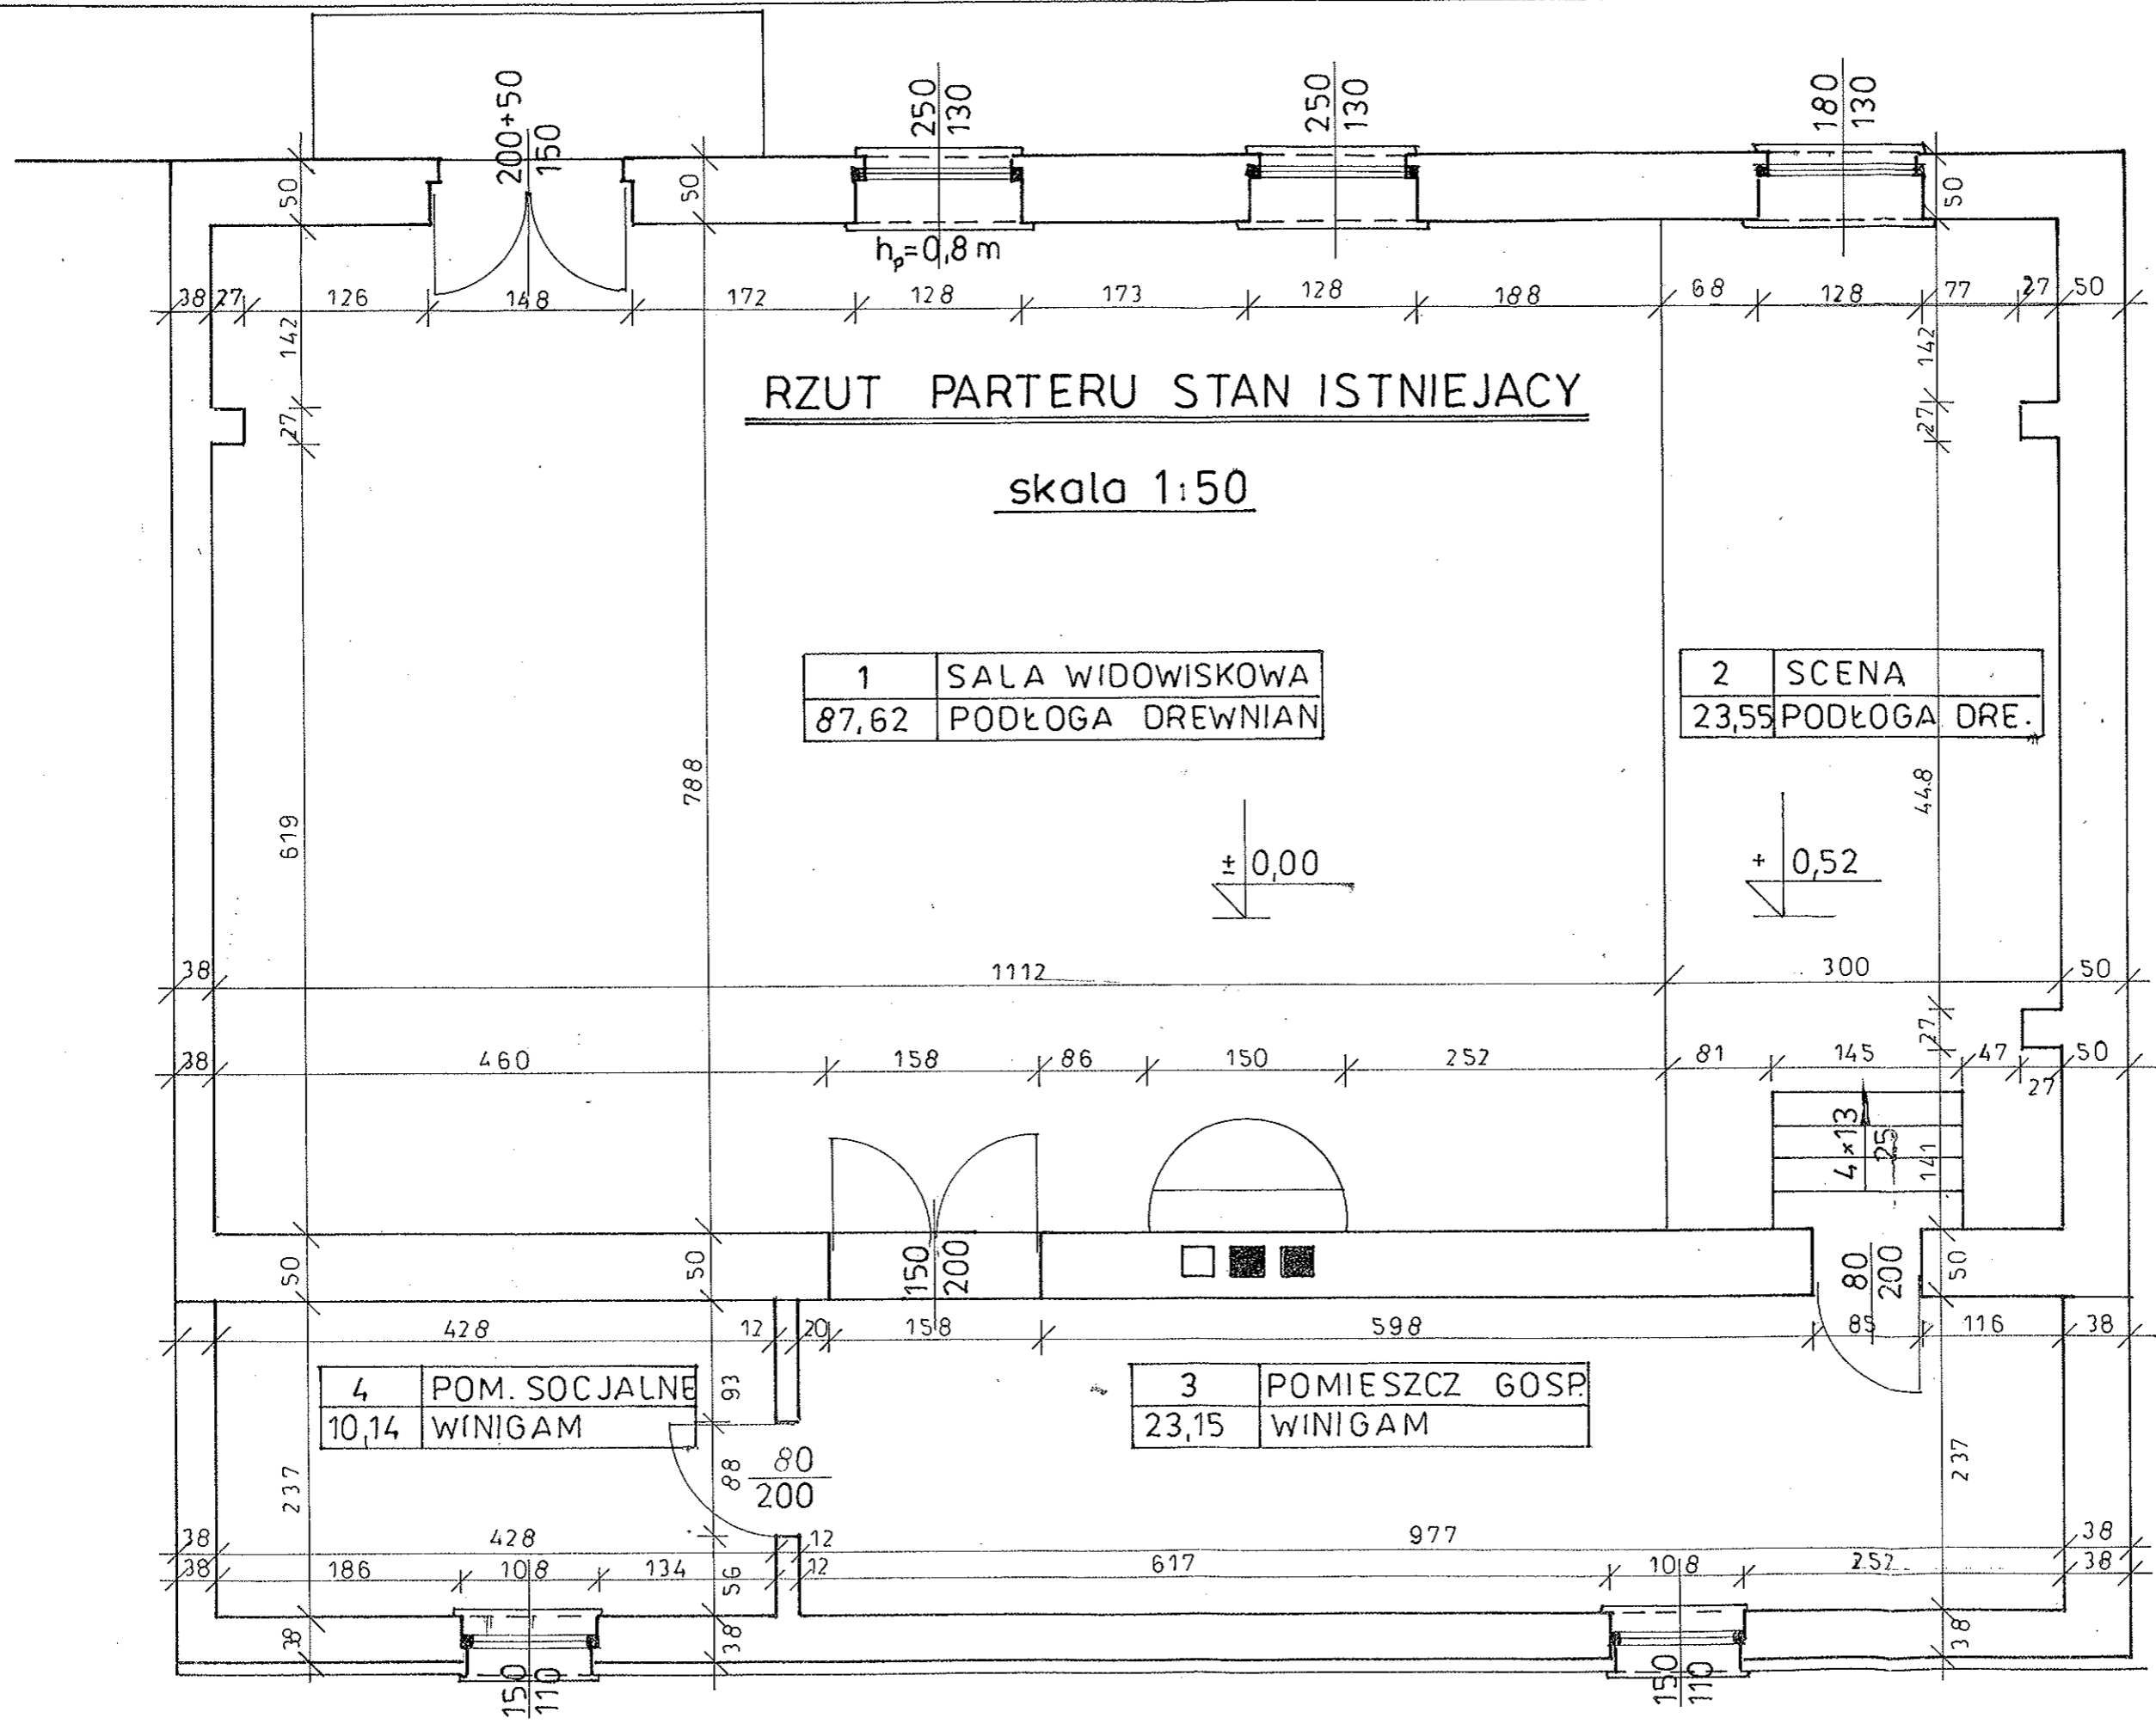 200+50
150
250
130
250
130
180
130
50
50
50
hp=0,8 m
38 27 126 148 172 128 173 128 188 68 128 77 27 50
142
142
RZUT PARTERU STAN ISTNIEJACY
27
27
skala 1:50
1 SALA WIDOWISKOWA
87,62 PODŁOGA DREWNIAN
2 SCENA
23,55 PODŁOGA DRE.
788
448
619
± 0,00
+ 0,52
38 1112 300 50
27
38 460 158 86 150 252 81 145 47 50
27
4×13
25
141
50
50
150
200
80
200
50
428 12 20 158 598 85 116 38
4 POM. SOCJALNE
10,14 WINIGAM
93
3 POMIESZCZ GOSP.
23,15 WINIGAM
237
88
80
200
237
38 428 12 977 38
38 186 108 134 12 617 108 252 38
56
38
38
38
150
110
150
110